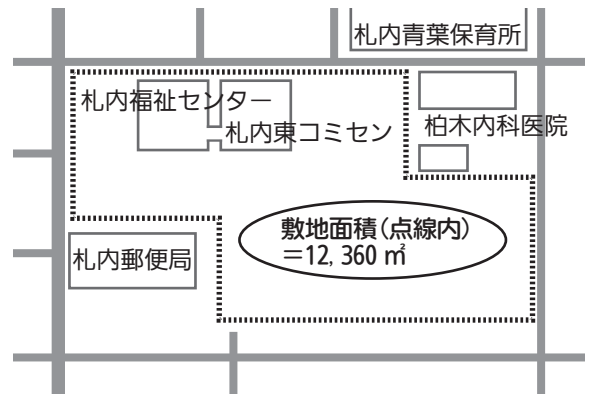 札内青葉保育所
札内福祉センター
札内東コミセン
柏木内科医院
敷地面積(点線内)
＝12, 360 ㎡
札内郵便局